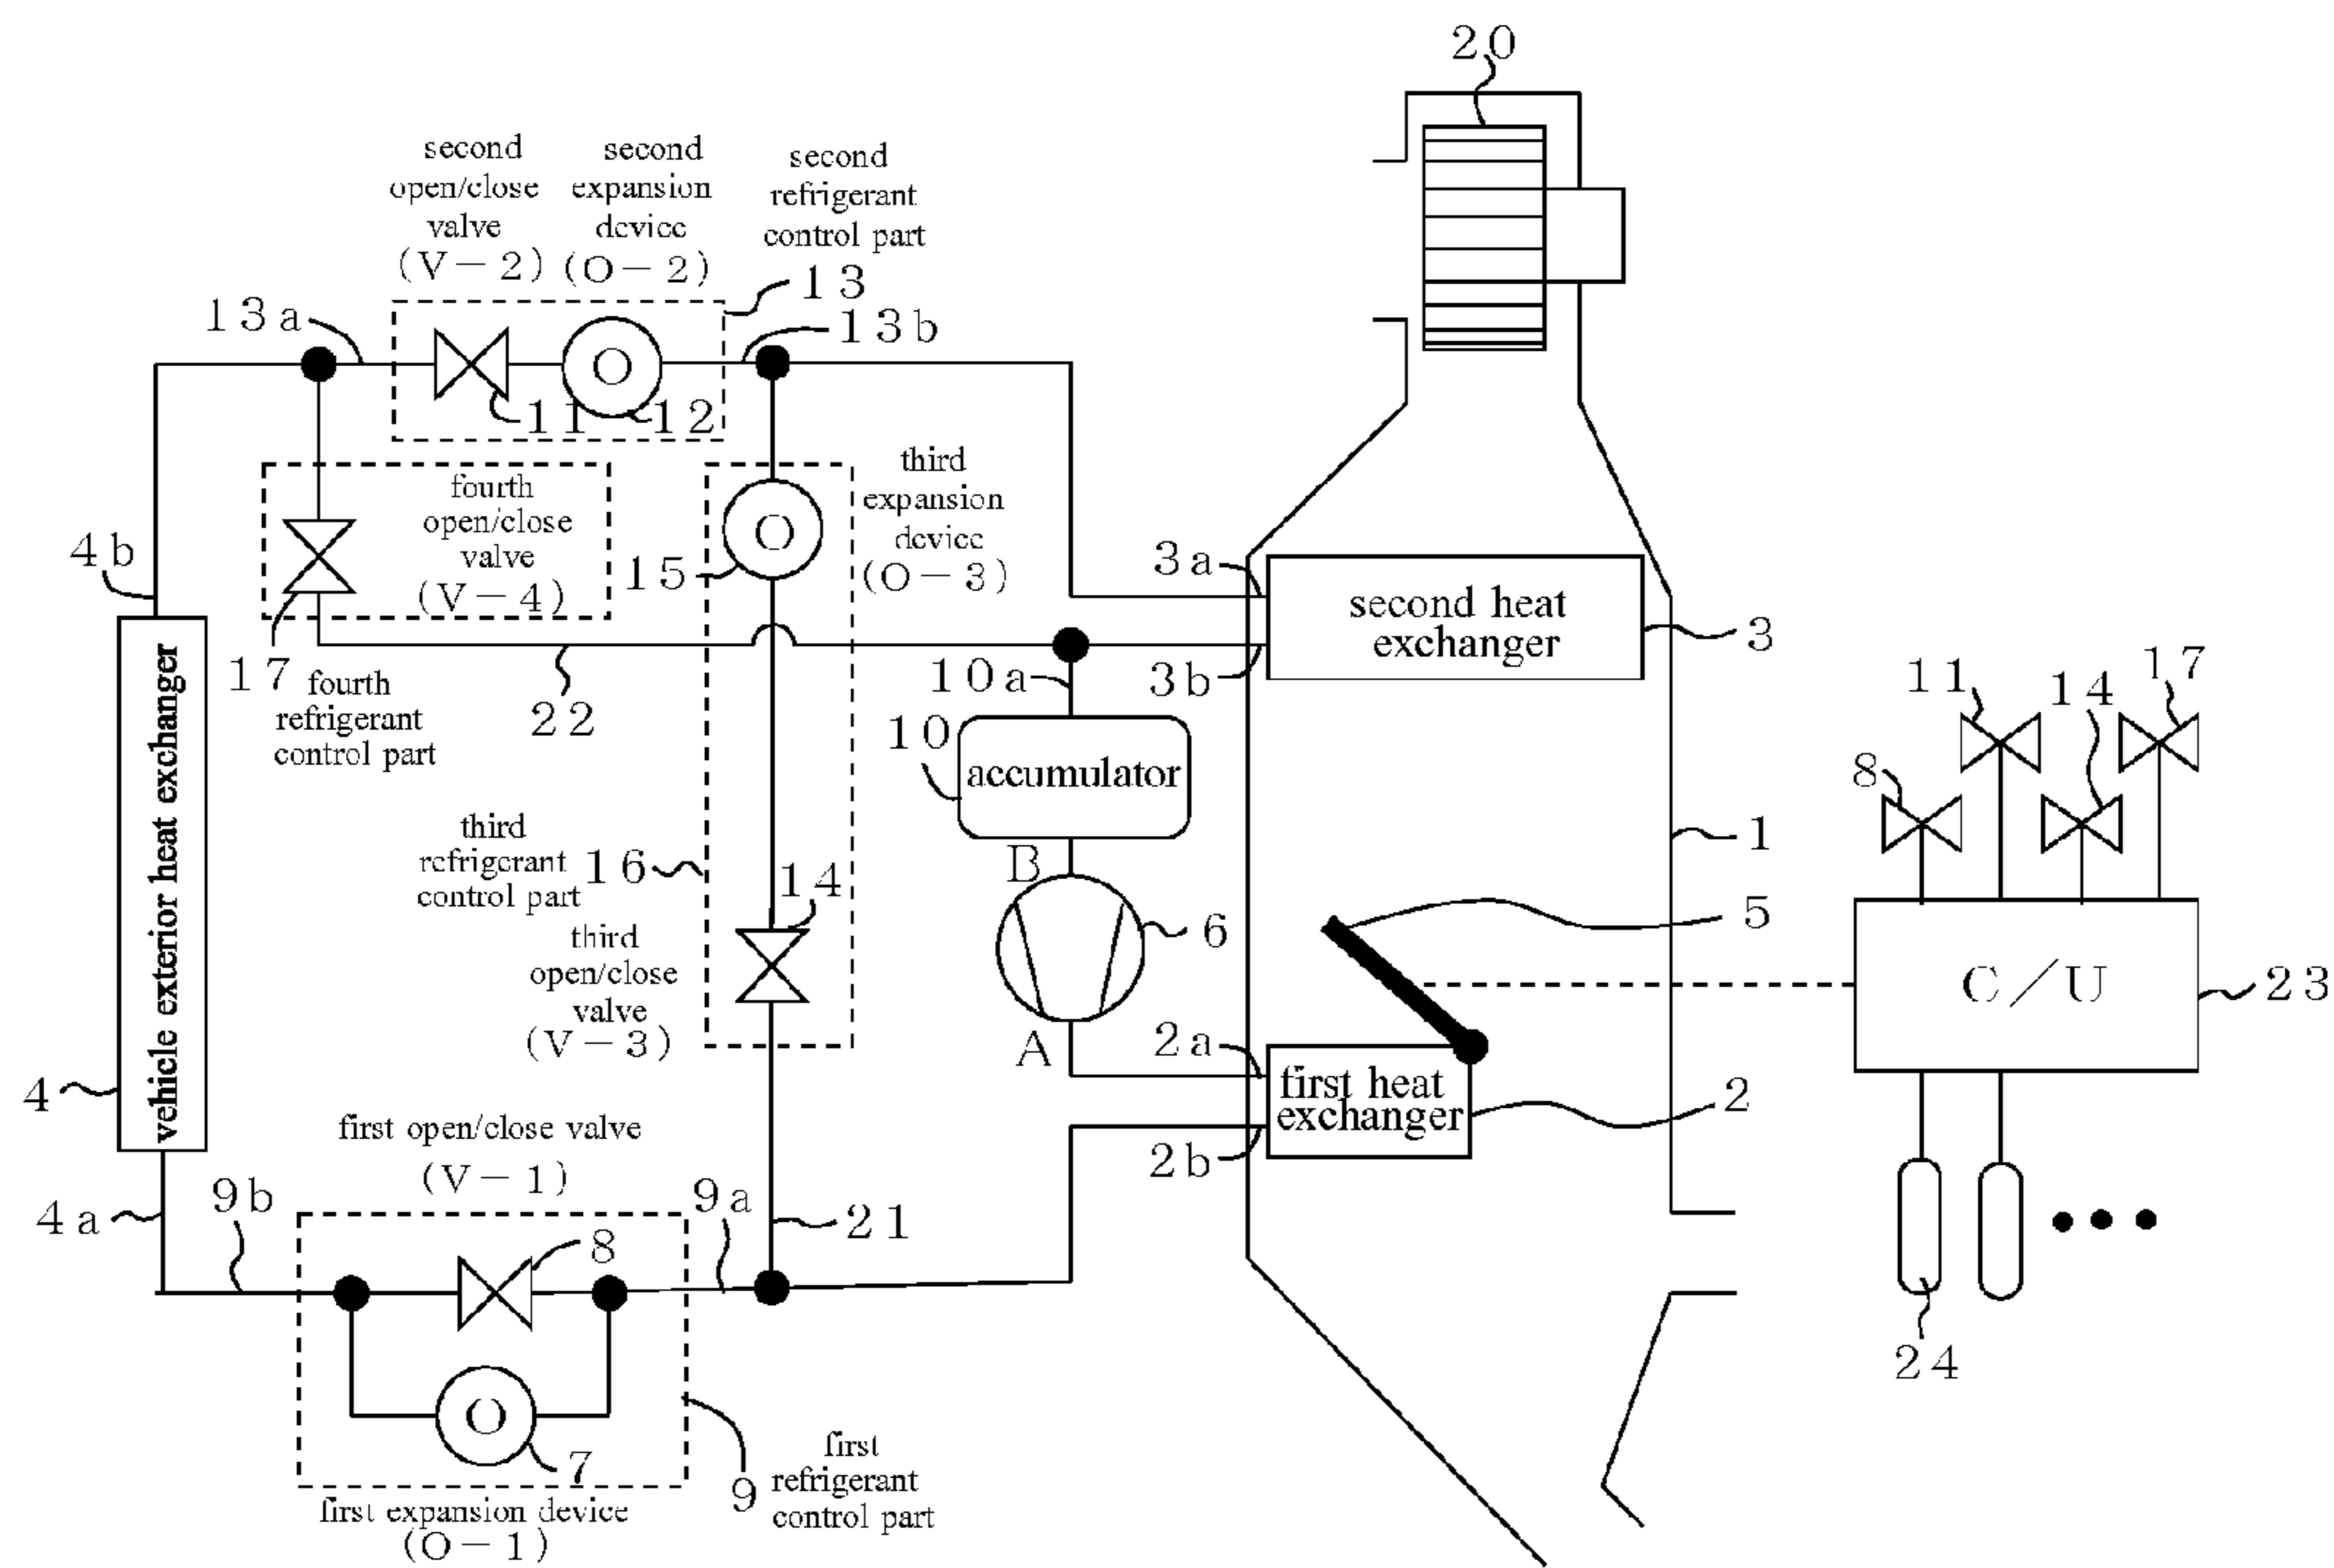 20
second
open/close
valve
(V－2)
second
expansion
device
(O－2)
second
refrigerant
control part
13
13a
13b
11
O
12
fourth
open/close
valve
(V－4)
third
expansion
device
(O－3)
O
15
4b
3a
second heat
exchanger
3
17
fourth
refrigerant
control part
22
10a
3b
10
accumulator
vehicle exterior heat exchanger
11
14
17
8
1
third
refrigerant
control part
16
14
B
6
5
third
open/close
valve
(V－3)
A
C／U
23
2a
first heat
exchanger
2
2b
4
first open/close valve
(V－1)
4a
9b
9a
21
8
24
O
7
9
first
refrigerant
control part
first expansion device
(O－1)